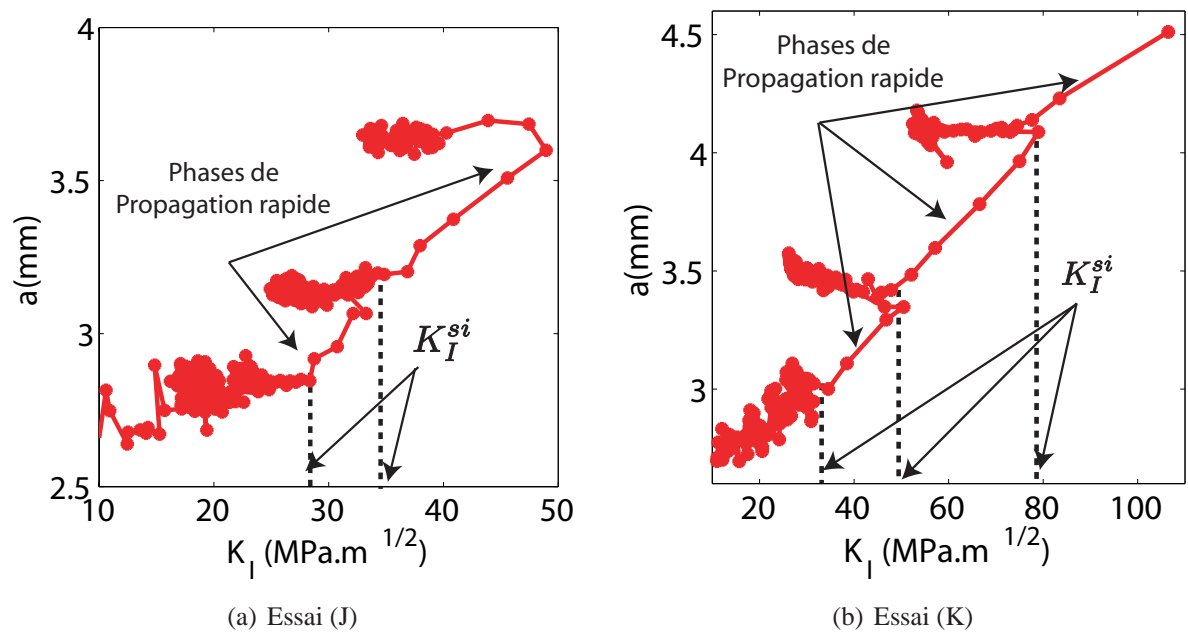 4
3.5
3
2.5
10
20
30
40
50
a(mm)
K_I (MPa.m 1/2)
Phases de
Propagation rapide
K_I^{si}
(a) Essai (J)
4.5
4
3.5
3
20
40
60
80
100
a(mm)
K_I (MPa.m 1/2)
Phases de
Propagation rapide
K_I^{si}
(b) Essai (K)